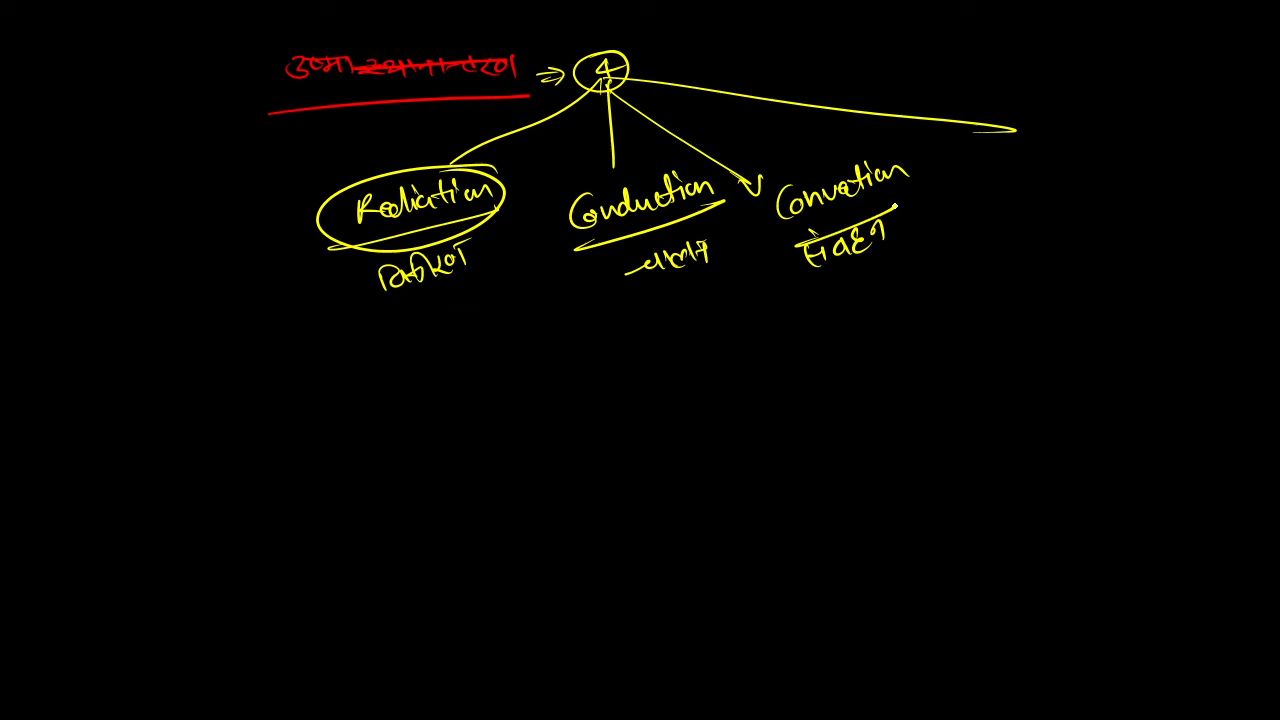 उष्मा स्थानान्तरण ⇒ 4
Radiation Conduction Convection
विकिरण चालन संवहन